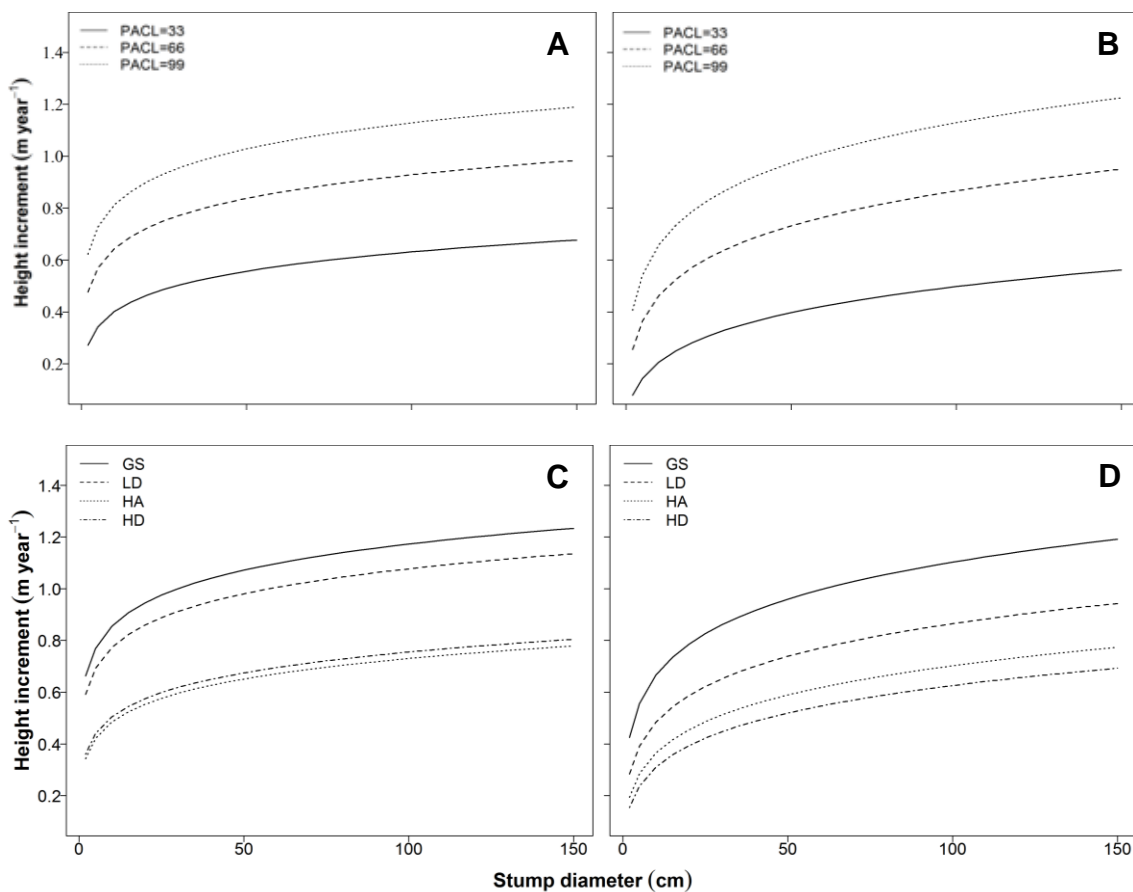 A
B
PACL=33
PACL=66
PACL=99
PACL=33
PACL=66
PACL=99
Height increment (m year⁻¹)
1.4
1.2
1.0
0.8
0.6
0.4
0.2
C
D
GS
LD
HA
HD
GS
LD
HA
HD
Height increment (m year⁻¹)
1.4
1.2
1.0
0.8
0.6
0.4
0.2
0 50 100 150
0 50 100 150
Stump diameter (cm)